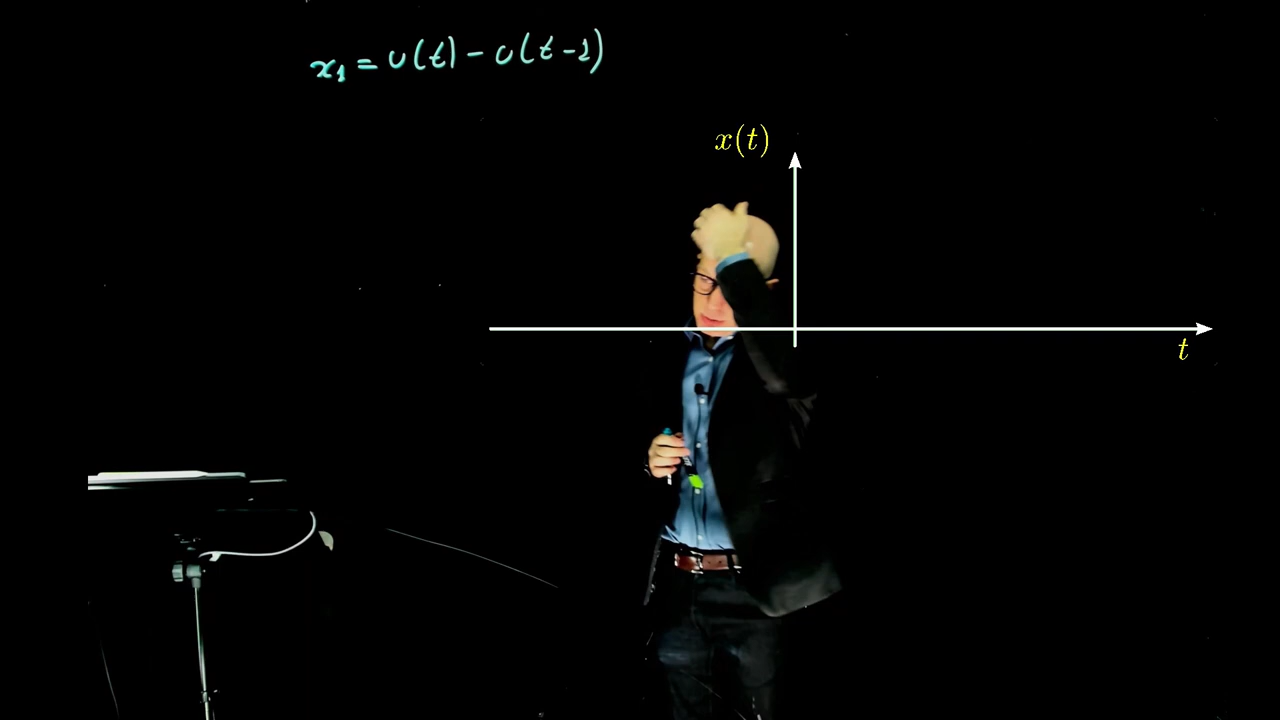 x₁ = u(t) - u(t-1)
x(t)
t